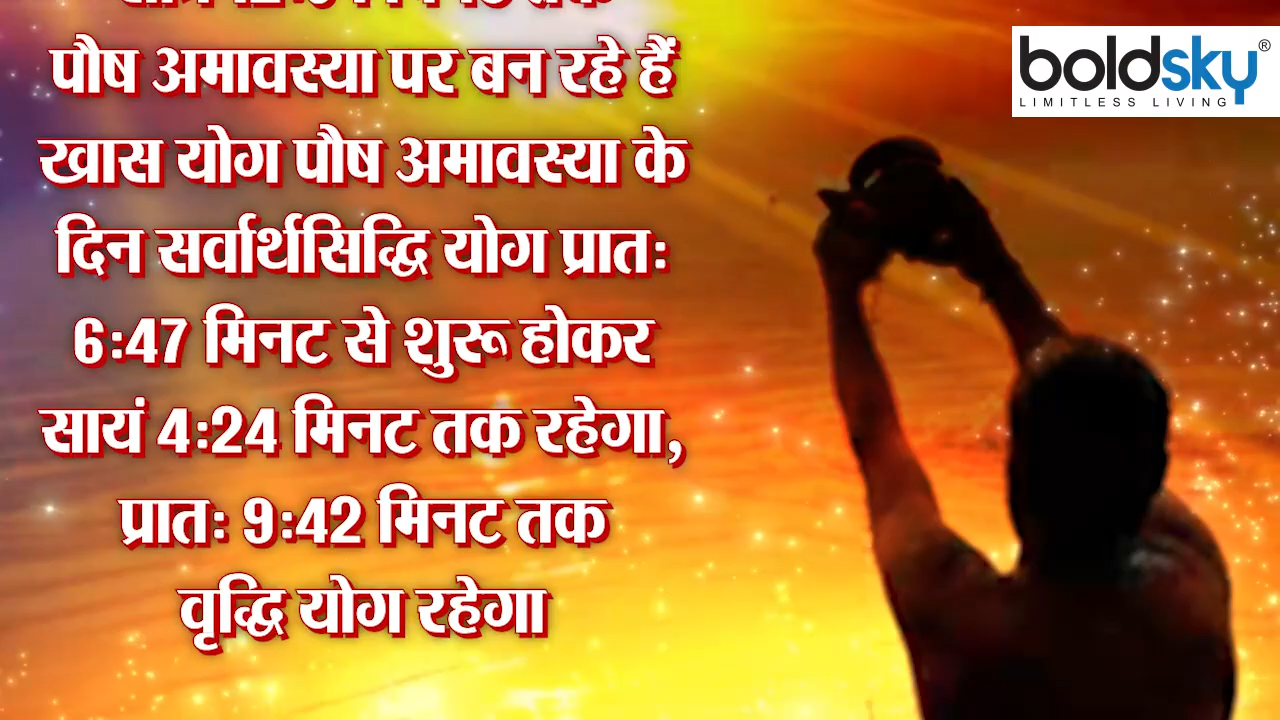 पौष अमावस्या पर बन रहे हैं
खास योग पौष अमावस्या के
दिन सर्वार्थसिद्धि योग प्रातः
6:47 मिनट से शुरू होकर
सायं 4:24 मिनट तक रहेगा,
प्रातः 9:42 मिनट तक
वृद्धि योग रहेगा
boldsky®
LIMITLESS LIVING